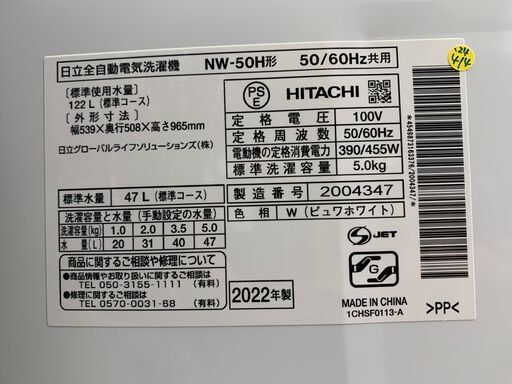 日立全自動電気洗濯機 NW-50H形 50/60Hz共用
[標準使用水量]
122L(標準コース)
[外形寸法]
幅539×奥行508×高さ965mm
日立グローバルライフソリューションズ(株)
PS
E
HITACHI
定格電圧 100V
定格周波数 50/60Hz
電動機の定格消費電力 390/455W
標準洗濯容量 5.0kg
標準水量 47L(標準コース)
製造番号 2004347
洗濯容量と水量(手動設定の水量)
洗濯容量(kg) 1.0 2.0 3.5 5.0
水量(L) 20 31 40 47
色相 W(ピュワホワイト)
商品に関するご相談や修理について
●商品情報やお取り扱いに関するご相談
TEL 050-3155-1111 (有料)
●修理に関するご相談
TEL 0570-0031-68 (有料)
2022年製
S JET
G
MADE IN CHINA
1CHSF0113-A
>PP<
*4549873163376/2004347*
'24
4/4